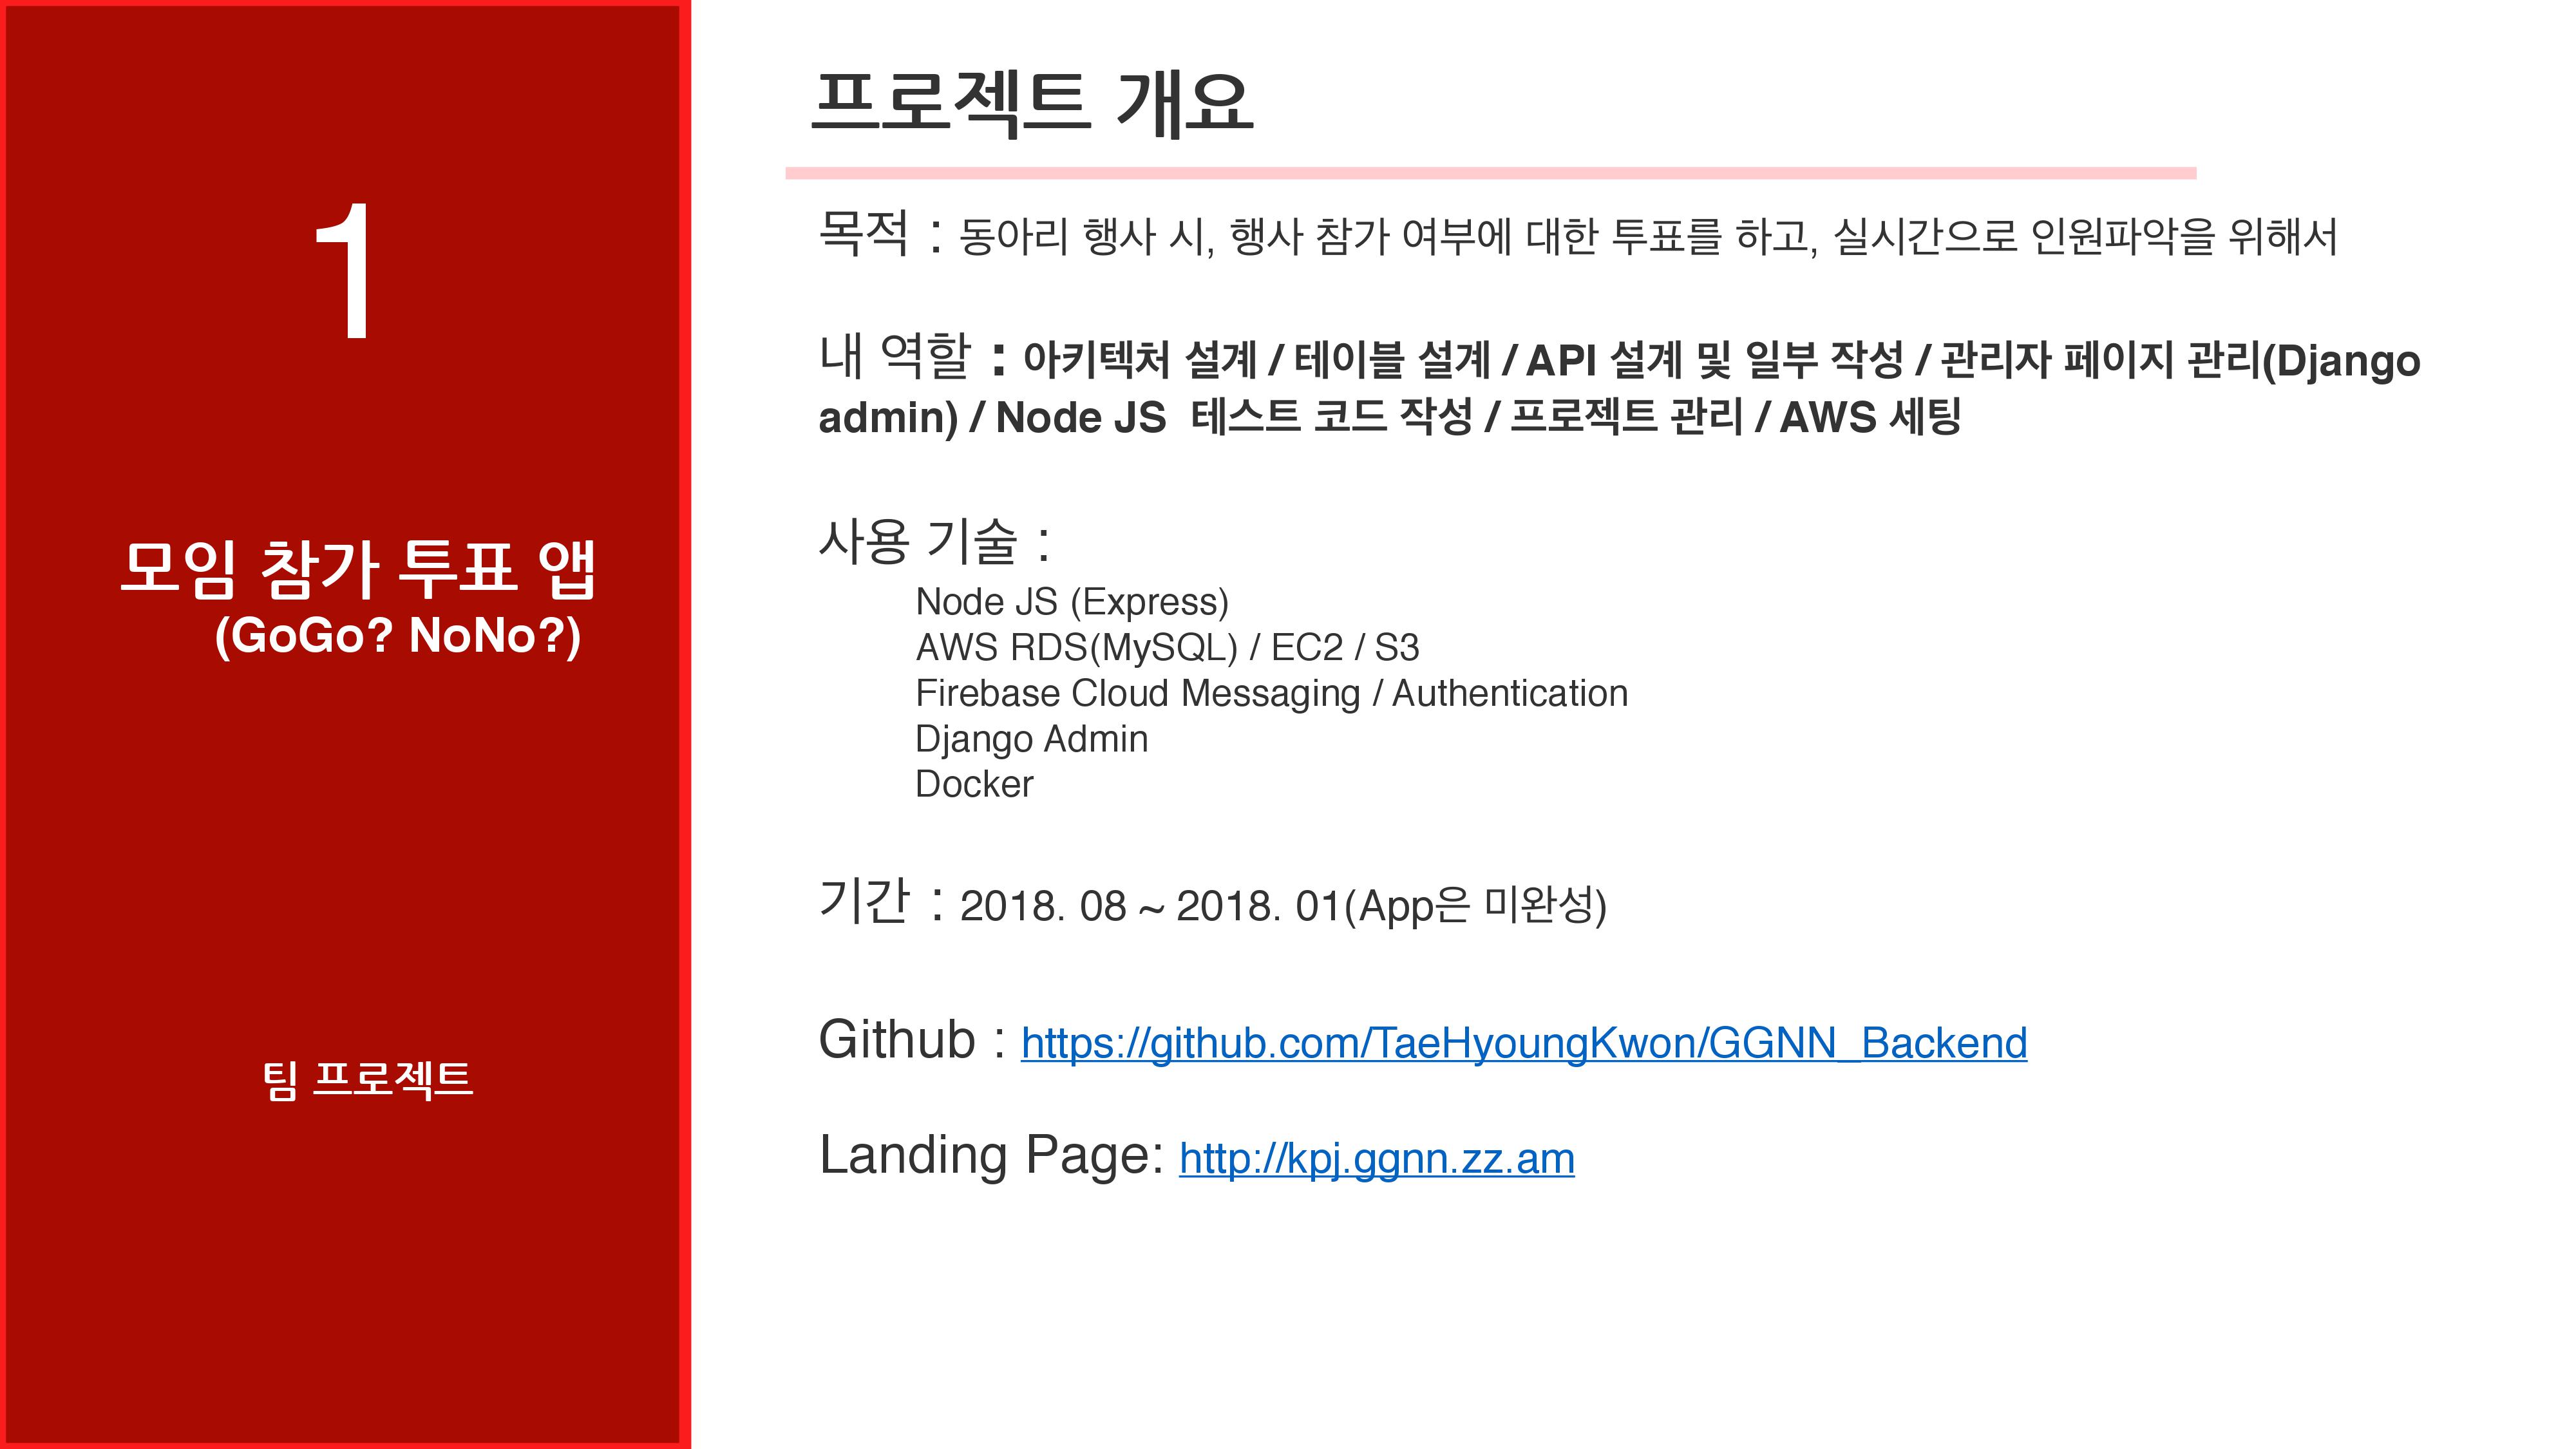 1
모임 참가 투표 앱
(GoGo? NoNo?)
팀 프로젝트
프로젝트 개요
목적 : 동아리 행사 시, 행사 참가 여부에 대한 투표를 하고, 실시간으로 인원파악을 위해서
내 역할 : 아키텍처 설계 / 테이블 설계 / API 설계 및 일부 작성 / 관리자 페이지 관리(Django
admin) / Node JS 테스트 코드 작성 / 프로젝트 관리 / AWS 세팅
사용 기술 :
Node JS (Express)
AWS RDS(MySQL) / EC2 / S3
Firebase Cloud Messaging / Authentication
Django Admin
Docker
기간 : 2018. 08 ~ 2018. 01(App은 미완성)
Github : https://github.com/TaeHyoungKwon/GGNN_Backend
Landing Page: http://kpj.ggnn.zz.am